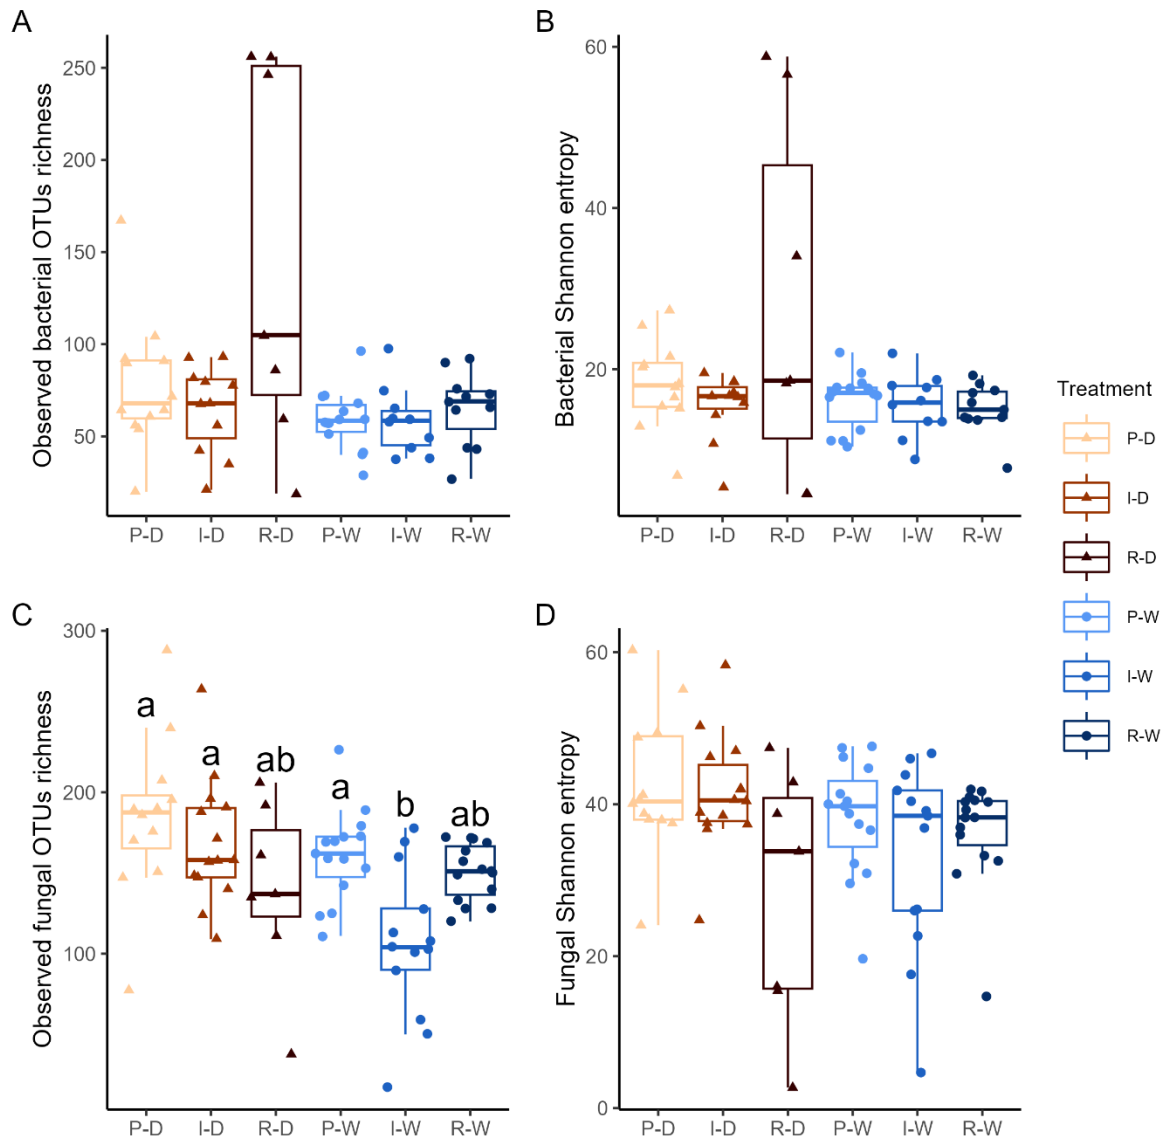 A
Observed bacterial OTUs richness
250
200
150
100
50
P-D I-D R-D P-W I-W R-W
B
Bacterial Shannon entropy
60
40
20
P-D I-D R-D P-W I-W R-W
C
Observed fungal OTUs richness
300
200
100
a a ab a b ab
P-D I-D R-D P-W I-W R-W
D
Fungal Shannon entropy
60
40
20
0
P-D I-D R-D P-W I-W R-W
Treatment
P-D
I-D
R-D
P-W
I-W
R-W